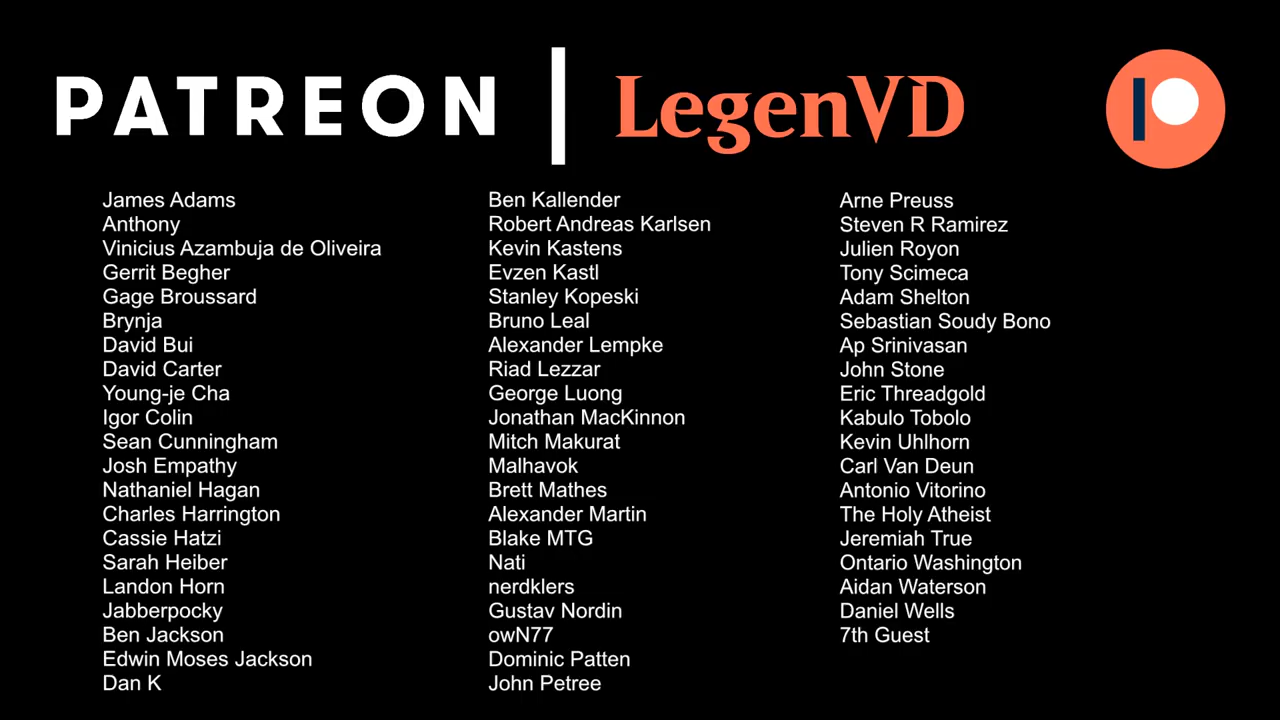 PATREON | LegenVD
James Adams
Anthony
Vinicius Azambuja de Oliveira
Gerrit Begher
Gage Broussard
Brynja
David Bui
David Carter
Young-je Cha
Igor Colin
Sean Cunningham
Josh Empathy
Nathaniel Hagan
Charles Harrington
Cassie Hatzi
Sarah Heiber
Landon Horn
Jabberpocky
Ben Jackson
Edwin Moses Jackson
Dan K
Ben Kallender
Robert Andreas Karlsen
Kevin Kastens
Evzen Kastl
Stanley Kopeski
Bruno Leal
Alexander Lempke
Riad Lezzar
George Luong
Jonathan MacKinnon
Mitch Makurat
Malhavok
Brett Mathes
Alexander Martin
Blake MTG
Nati
nerdklers
Gustav Nordin
owN77
Dominic Patten
John Petree
Arne Preuss
Steven R Ramirez
Julien Royon
Tony Scimeca
Adam Shelton
Sebastian Soudy Bono
Ap Srinivasan
John Stone
Eric Threadgold
Kabulo Tobolo
Kevin Uhlhorn
Carl Van Deun
Antonio Vitorino
The Holy Atheist
Jeremiah True
Ontario Washington
Aidan Waterson
Daniel Wells
7th Guest